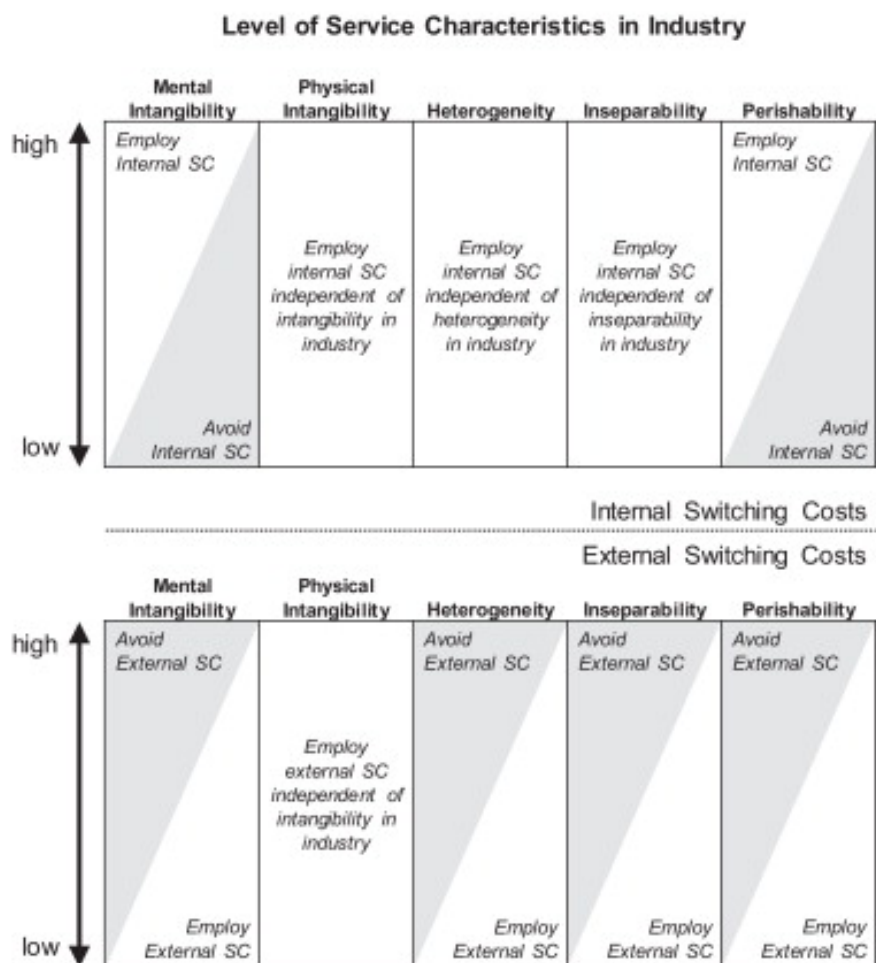 Level of Service Characteristics in Industry
Mental
Intangibility
Physical
Intangibility
Heterogeneity
Inseparability
Perishability
high
low
Employ
Internal SC
Avoid
Internal SC
Employ
internal SC
independent of
intangibility in
industry
Employ
internal SC
independent of
heterogeneity
in industry
Employ
internal SC
independent of
inseparability
in industry
Employ
Internal SC
Avoid
Internal SC
Internal Switching Costs
External Switching Costs
Mental
Intangibility
Physical
Intangibility
Heterogeneity
Inseparability
Perishability
high
low
Avoid
External SC
Employ
External SC
Employ
external SC
independent of
intangibility in
industry
Avoid
External SC
Employ
External SC
Avoid
External SC
Employ
External SC
Avoid
External SC
Employ
External SC